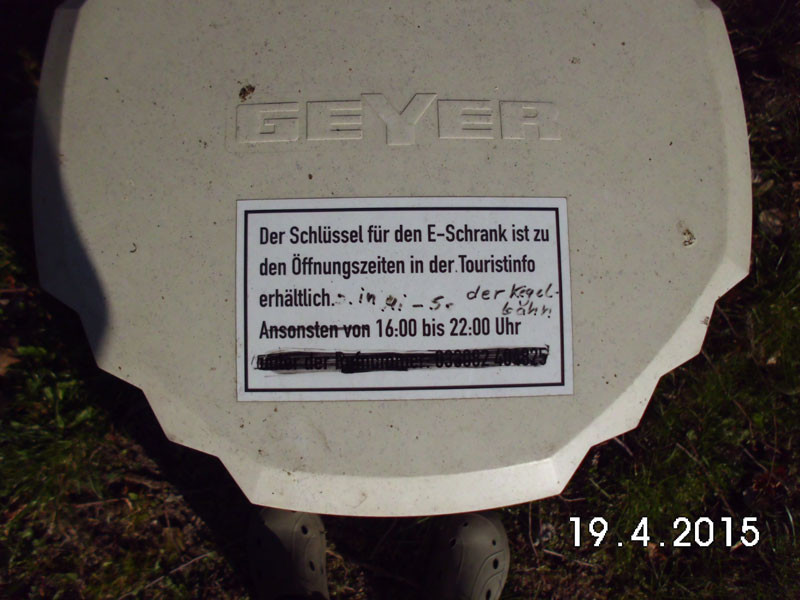 GEYER
Der Schlüssel für den E-Schrank ist zu
den Öffnungszeiten in der Touristinfo
erhältlich. in der Kegel-
bahn
Ansonsten von 16:00 bis 22:00 Uhr
19.4.2015